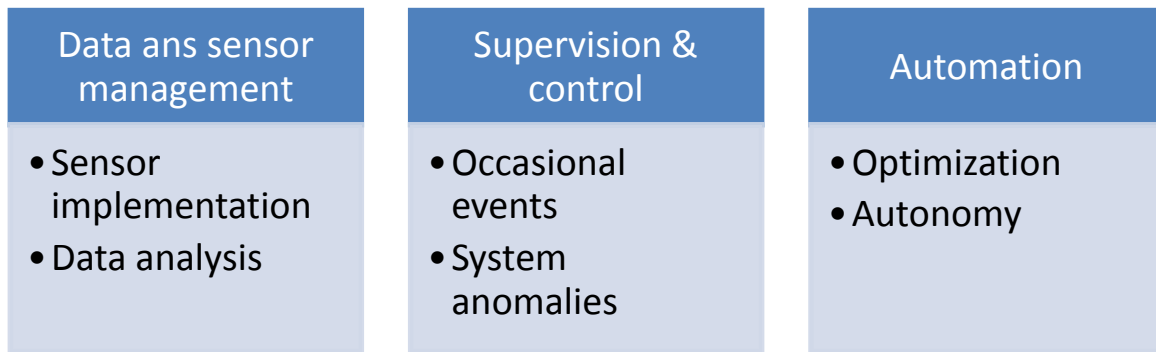 Data ans sensor
management
• Sensor
implementation
• Data analysis
Supervision &
control
• Occasional
events
• System
anomalies
Automation
• Optimization
• Autonomy